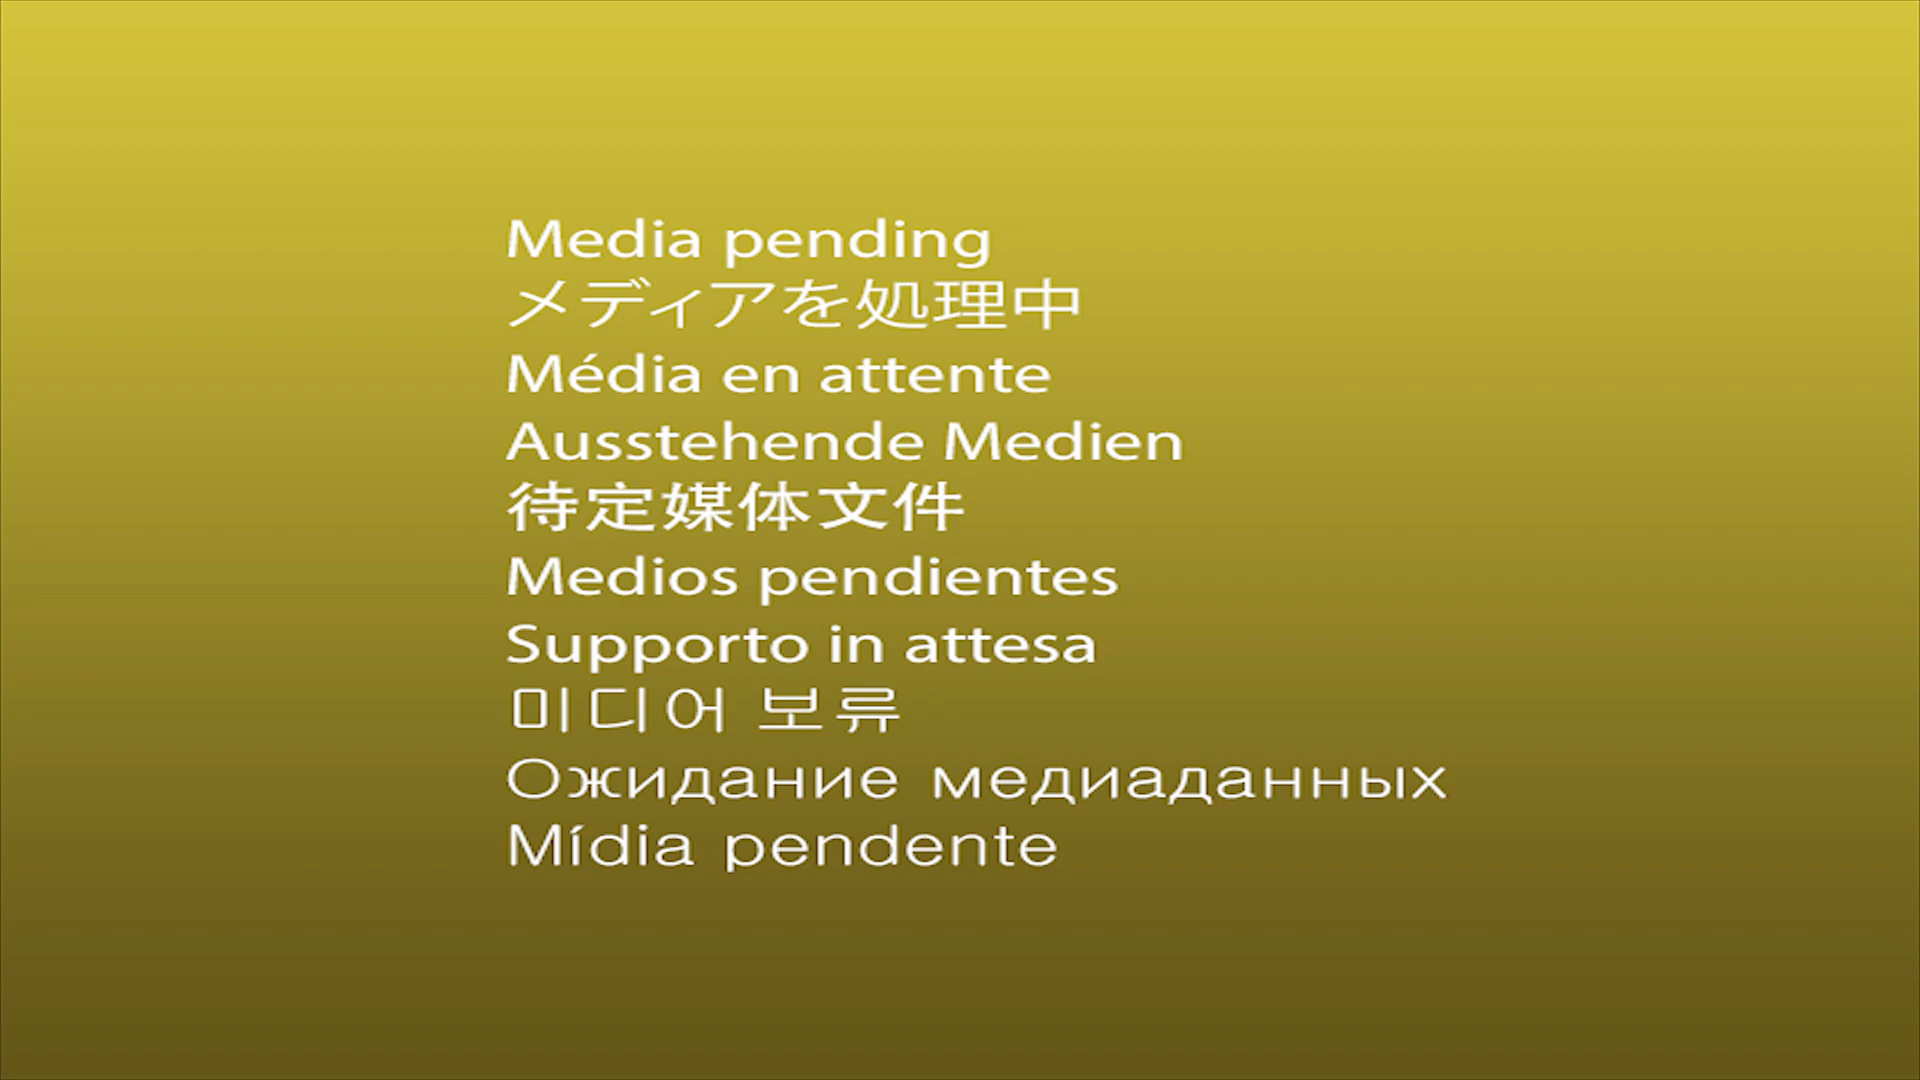 Media pending
メディアを処理中
Média en attente
Ausstehende Medien
待定媒体文件
Medios pendientes
Supporto in attesa
미디어 보류
Ожидание медиаданных
Mídia pendente